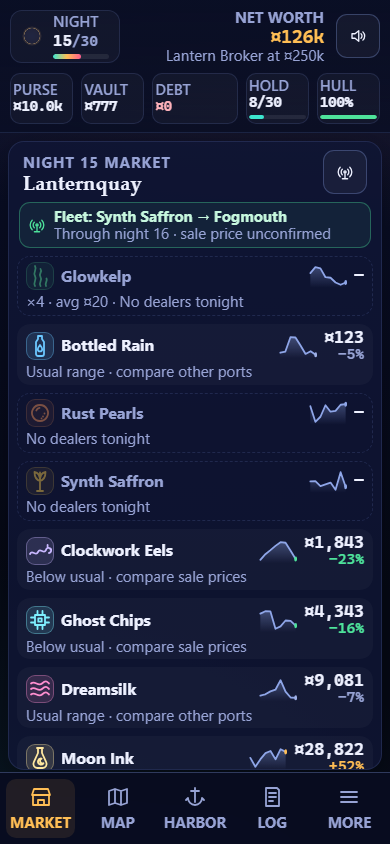 NIGHT
15/30
NET WORTH
¤126k
Lantern Broker at ¤250k
PURSE
¤10.0k
VAULT
¤777
DEBT
¤0
HOLD
8/30
HULL
100%
NIGHT 15 MARKET
Lanternquay
Fleet: Synth Saffron → Fogmouth
Through night 16 · sale price unconfirmed
Glowkelp
–
×4 · avg ¤20 · No dealers tonight
Bottled Rain
¤123
−5%
Usual range · compare other ports
Rust Pearls
–
No dealers tonight
Synth Saffron
–
No dealers tonight
Clockwork Eels
¤1,843
−23%
Below usual · compare sale prices
Ghost Chips
¤4,343
−16%
Below usual · compare sale prices
Dreamsilk
¤9,081
−7%
Usual range · compare other ports
Moon Ink
¤28,822
+52%
MARKET
MAP
HARBOR
LOG
MORE